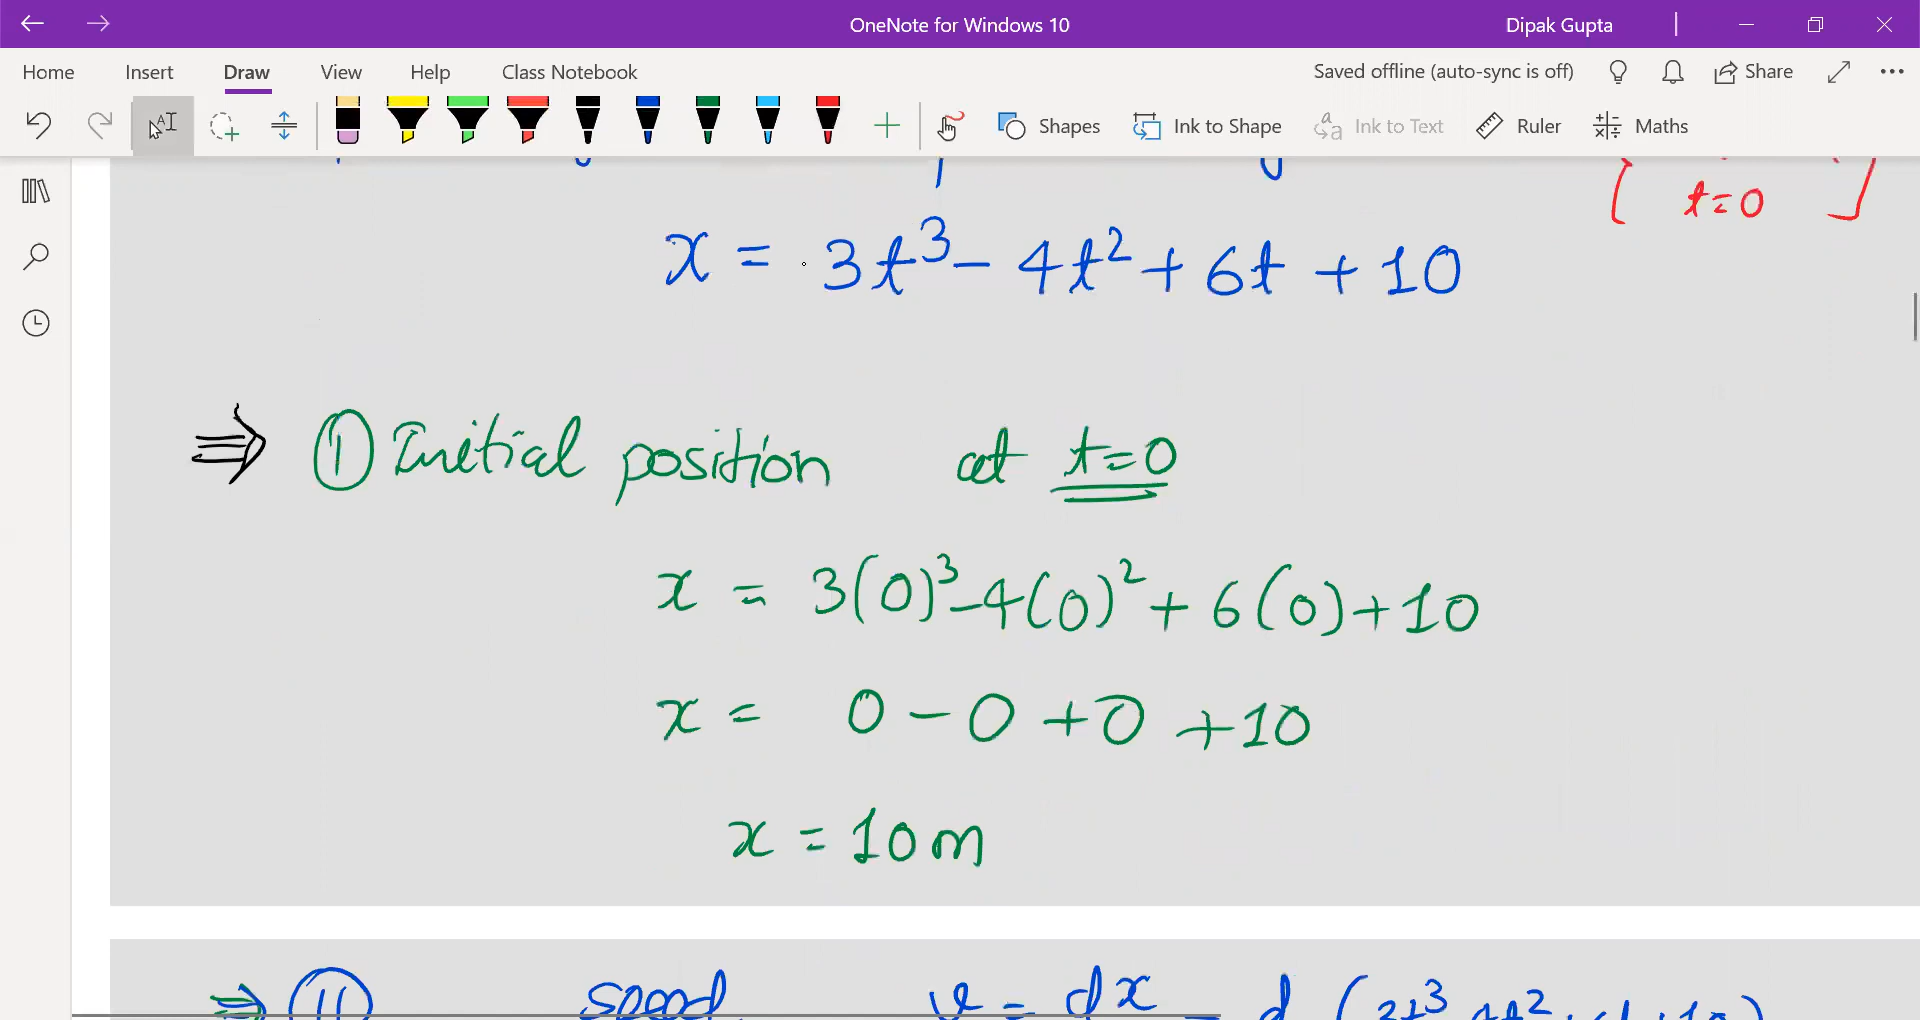 OneNote for Windows 10
Dipak Gupta
Home Insert Draw View Help Class Notebook
Saved offline (auto-sync is off) Share
Shapes Ink to Shape Ink to Text Ruler Maths
[ t=0 ]
x = 3t³ - 4t² + 6t + 10
⇒ ① Initial position at t=0
x = 3(0)³ - 4(0)² + 6(0) + 10
x = 0 - 0 + 0 + 10
x = 10m
⇒ ⑪ speed v = dx = d (3t³